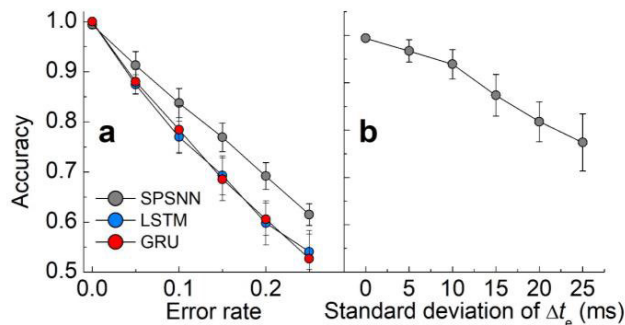 1.0
0.9
0.8
0.7
0.6
0.5
Accuracy
a
SPSNN
LSTM
GRU
0.0
0.1
0.2
Error rate
b
0 5 10 15 20 25
Standard deviation of Δtₑ (ms)